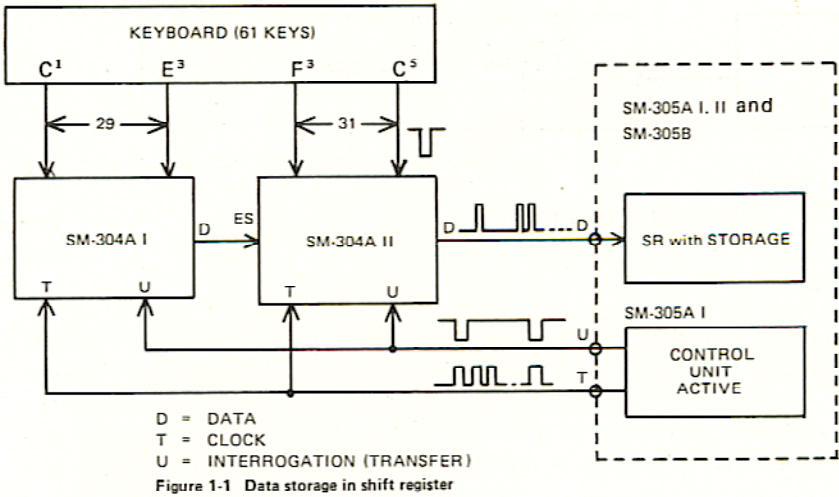 KEYBOARD (61 KEYS)
C¹ E³ F³ C⁵
29 31
SM-305A I. II and
SM-305B
SM-304A I
D
ES
SM-304A II
D
D
SR with STORAGE
T U
T U
SM-305A I
U
CONTROL
UNIT
ACTIVE
T
D = DATA
T = CLOCK
U = INTERROGATION (TRANSFER)
Figure 1-1 Data storage in shift register